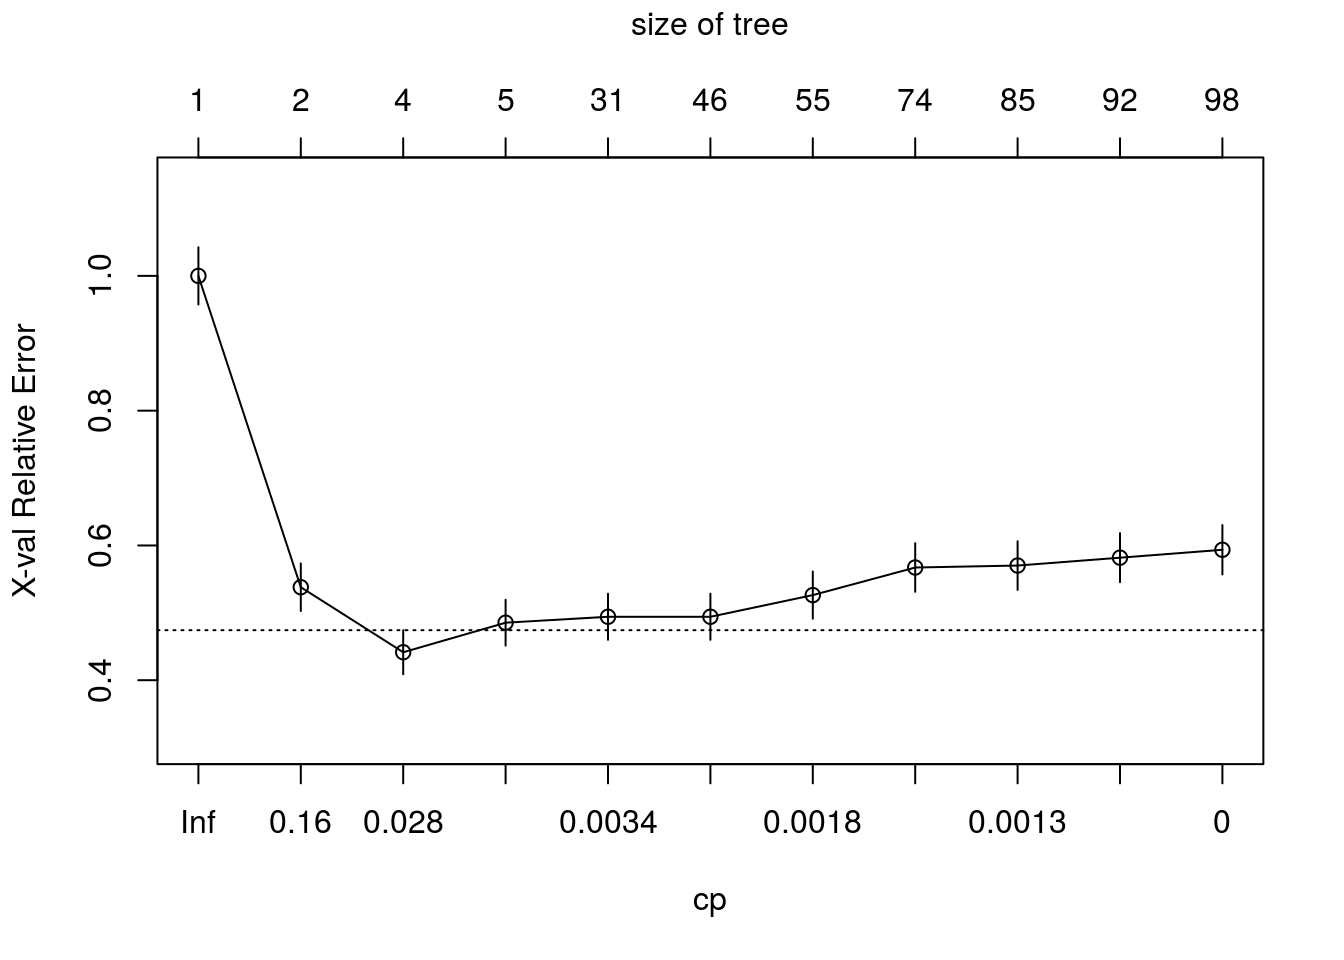 size of tree
1 2 4 5 31 46 55 74 85 92 98
X-val Relative Error
1.0
0.8
0.6
0.4
Inf 0.16 0.028 0.0034 0.0018 0.0013 0
cp